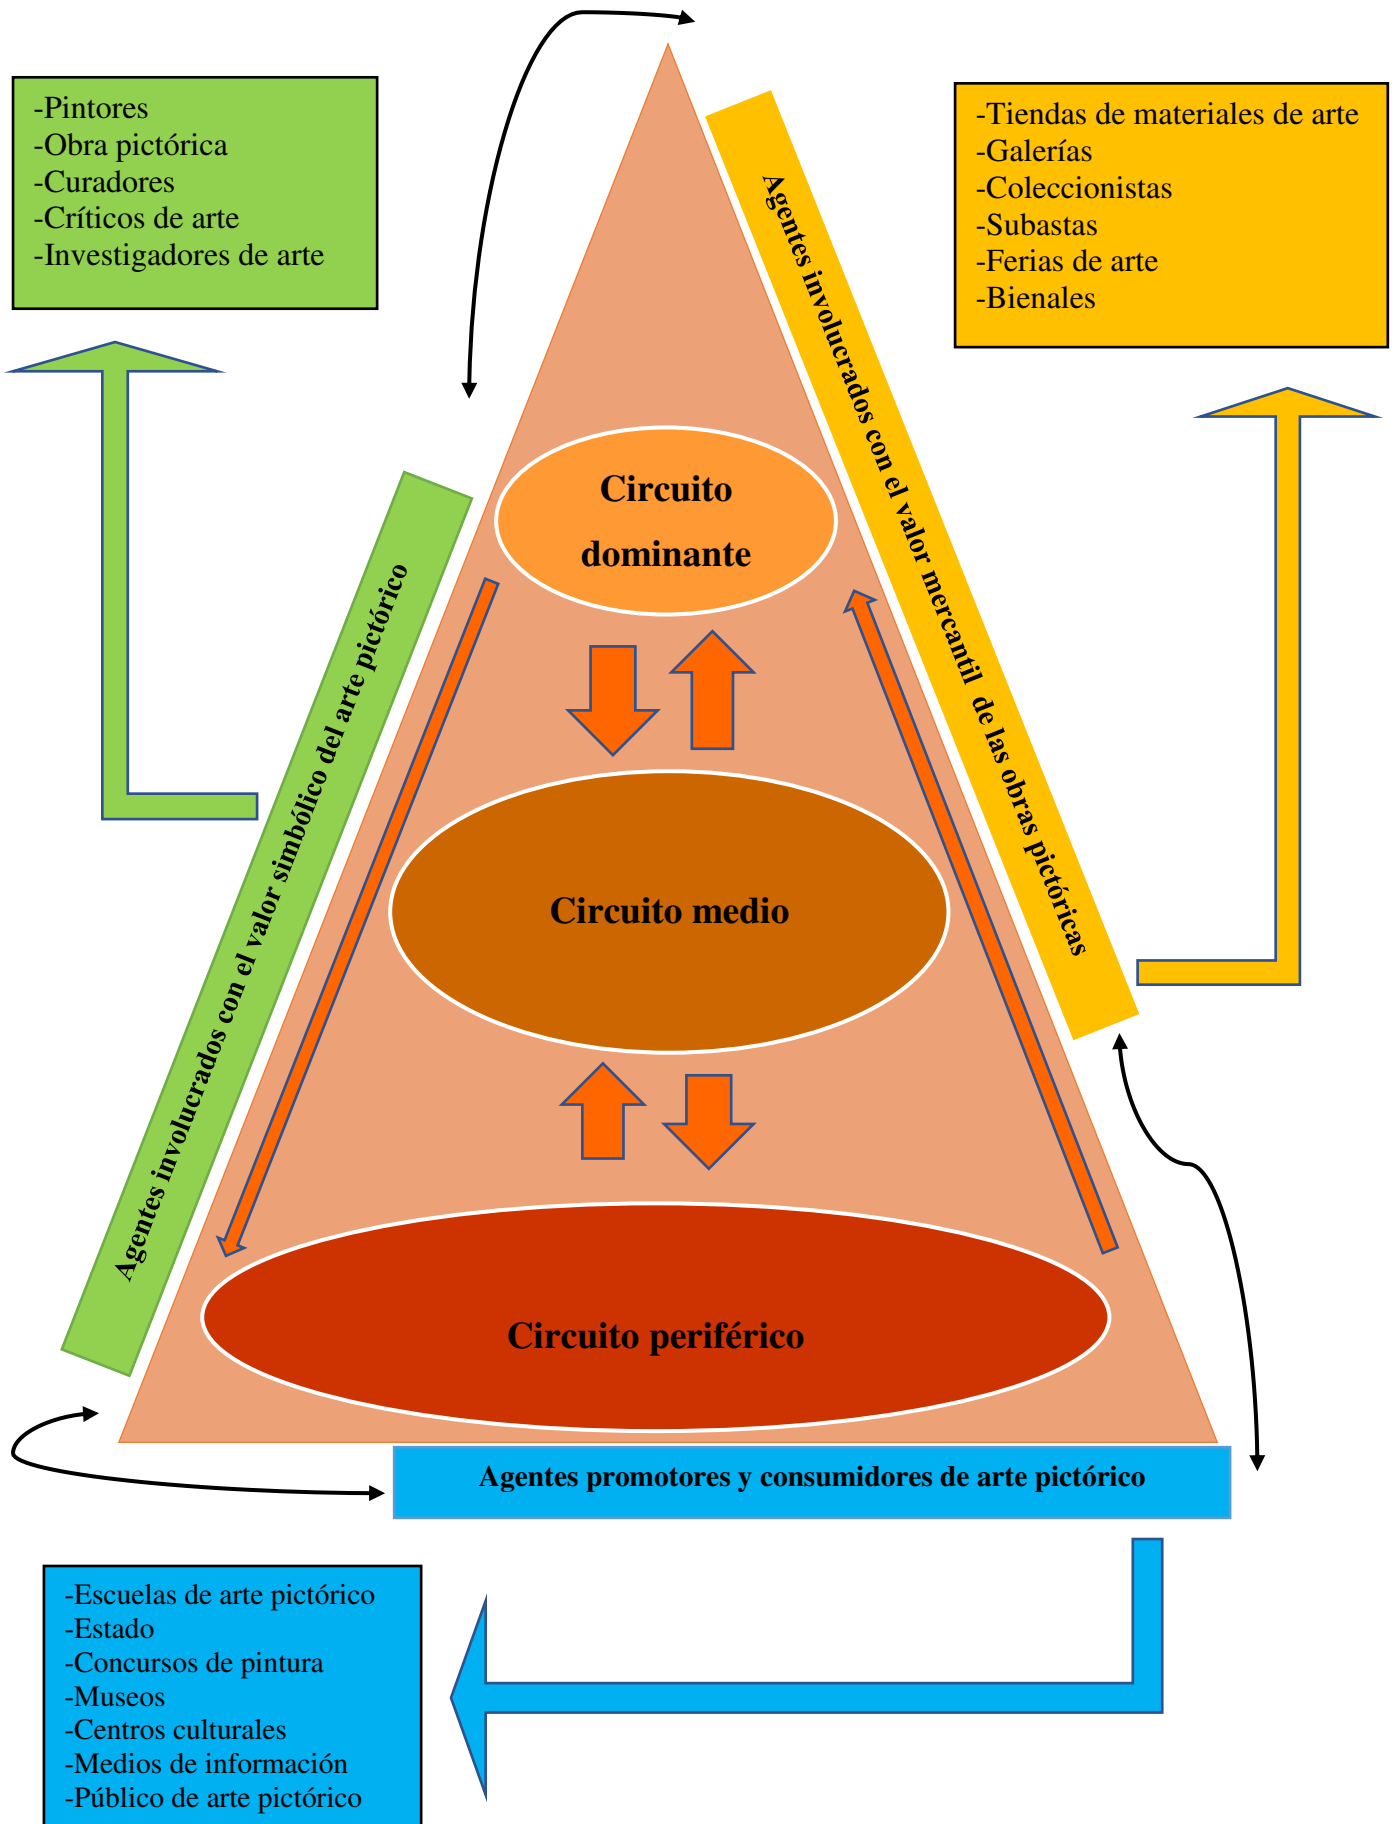 -Pintores
-Obra pictórica
-Curadores
-Críticos de arte
-Investigadores de arte
-Tiendas de materiales de arte
-Galerías
-Coleccionistas
-Subastas
-Ferias de arte
-Bienales
Agentes involucrados con el valor simbólico del arte pictórico
Agentes involucrados con el valor mercantil de las obras pictóricas
Circuito
dominante
Circuito medio
Circuito periférico
Agentes promotores y consumidores de arte pictórico
-Escuelas de arte pictórico
-Estado
-Concursos de pintura
-Museos
-Centros culturales
-Medios de información
-Público de arte pictórico